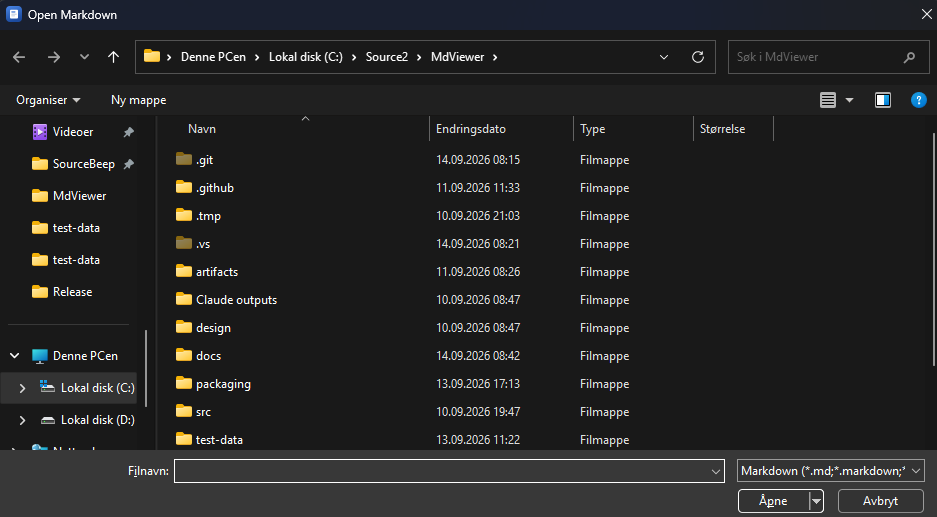 Open Markdown
Denne PCen > Lokal disk (C:) > Source2 > MdViewer >
Søk i MdViewer
Organiser
Ny mappe
Videoer
SourceBeep
MdViewer
test-data
test-data
Release
Denne PCen
Lokal disk (C:)
Lokal disk (D:)
Navn Endringsdato Type Størrelse
.git 14.09.2026 08:15 Filmappe
.github 11.09.2026 11:33 Filmappe
.tmp 10.09.2026 21:03 Filmappe
.vs 14.09.2026 08:21 Filmappe
artifacts 11.09.2026 08:26 Filmappe
Claude outputs 10.09.2026 08:47 Filmappe
design 10.09.2026 08:47 Filmappe
docs 14.09.2026 08:42 Filmappe
packaging 13.09.2026 17:13 Filmappe
src 10.09.2026 19:47 Filmappe
test-data 13.09.2026 11:22 Filmappe
Filnavn:
Markdown (*.md;*.markdown;*
Åpne
Avbryt